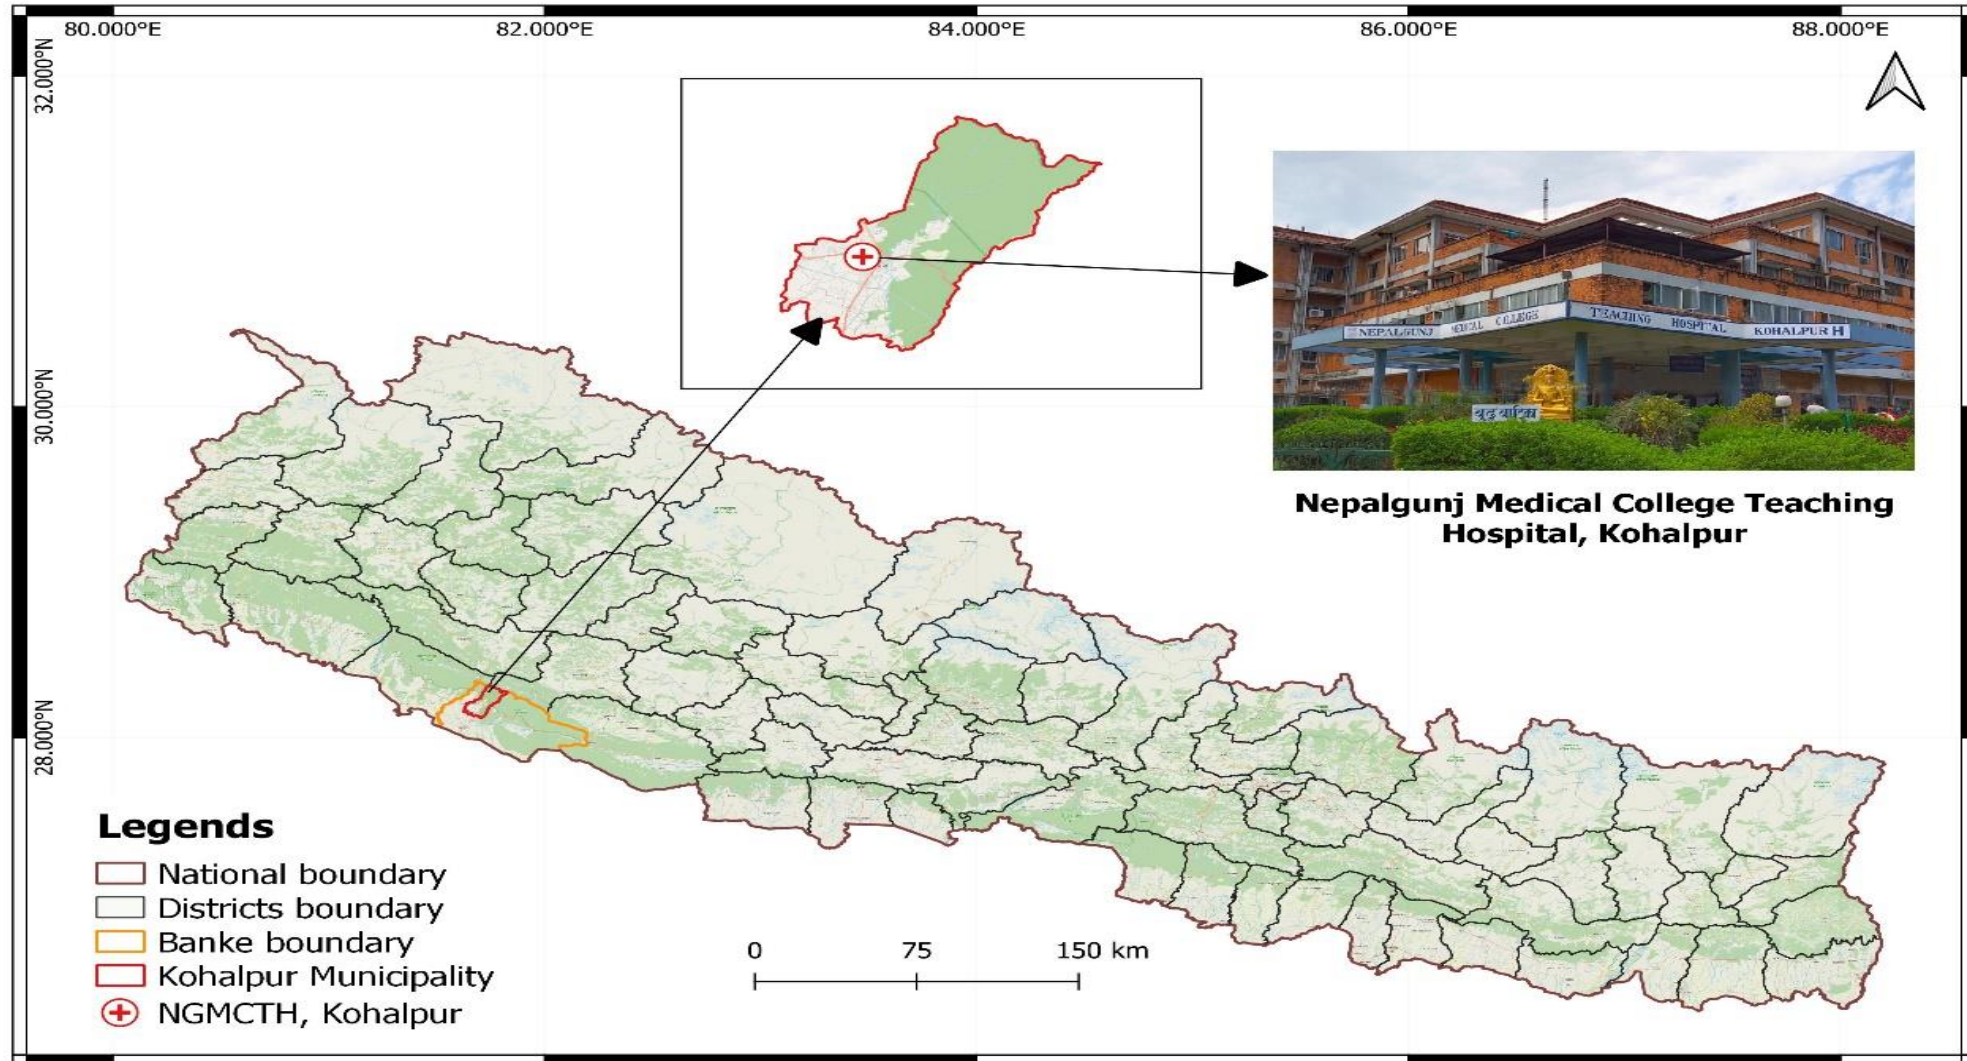 80.000°E 82.000°E 84.000°E 86.000°E 88.000°E
32.000°N
30.000°N
28.000°N
NEPALGUNJ MEDICAL COLLEGE TEACHING HOSPITAL KOHALPUR H
बुद्ध बाटिका
Nepalgunj Medical College Teaching
Hospital, Kohalpur
Legends
National boundary
Districts boundary
Banke boundary
Kohalpur Municipality
NGMCTH, Kohalpur
0 75 150 km